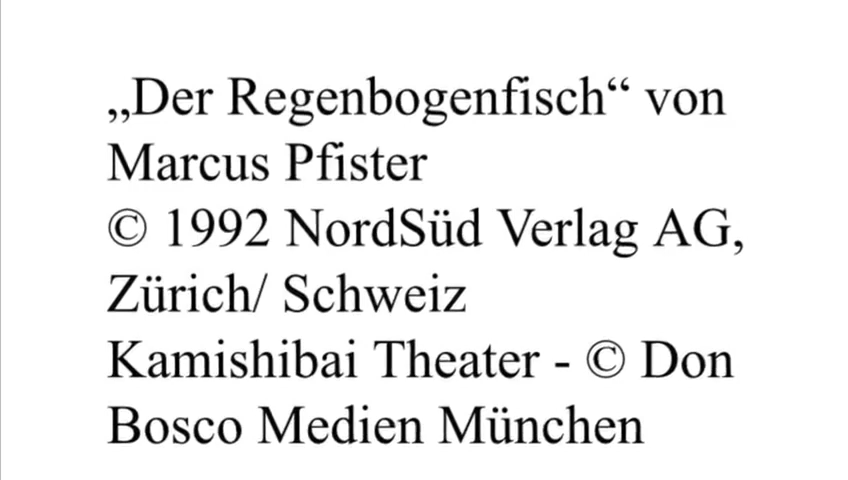 „Der Regenbogenfisch“ von
Marcus Pfister
© 1992 NordSüd Verlag AG,
Zürich/ Schweiz
Kamishibai Theater - © Don
Bosco Medien München